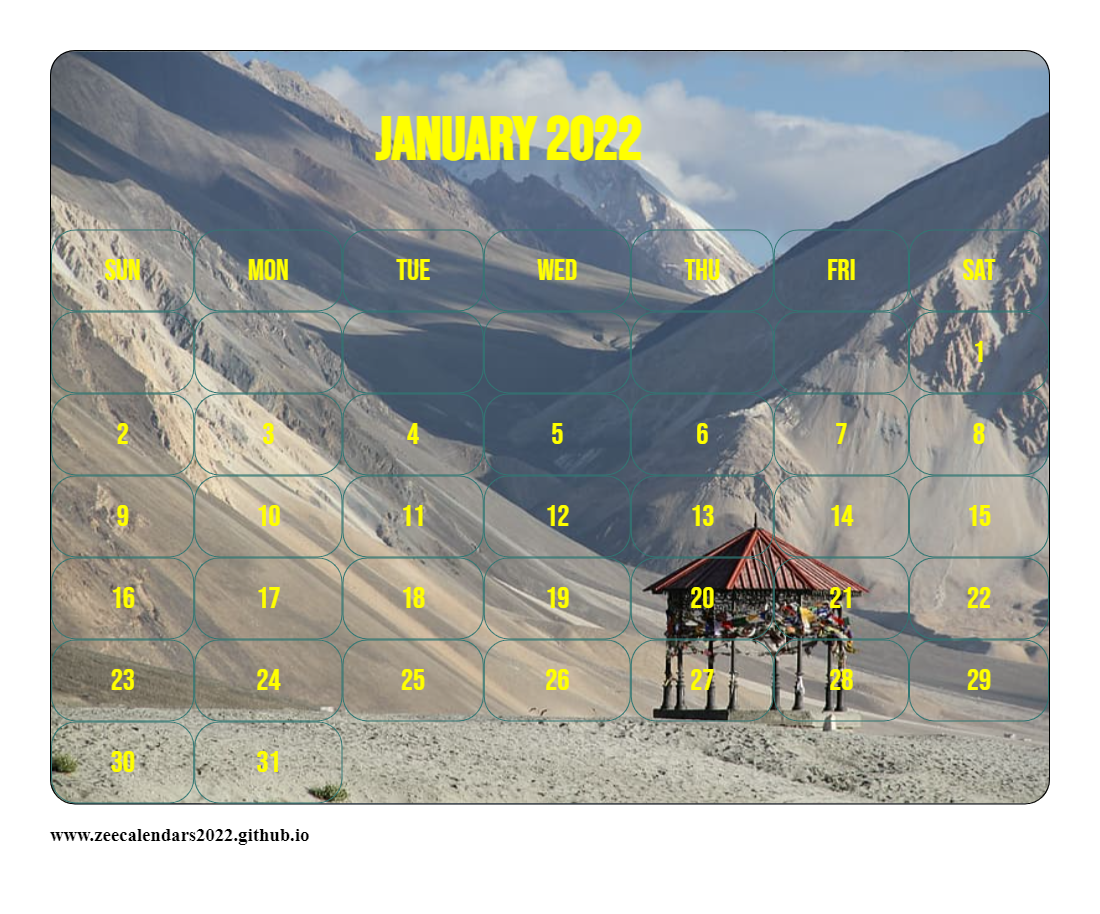 JANUARY 2022
SUN MON TUE WED THU FRI SAT
1
2 3 4 5 6 7 8
9 10 11 12 13 14 15
16 17 18 19 20 21 22
23 24 25 26 27 28 29
30 31
www.zeecalendars2022.github.io